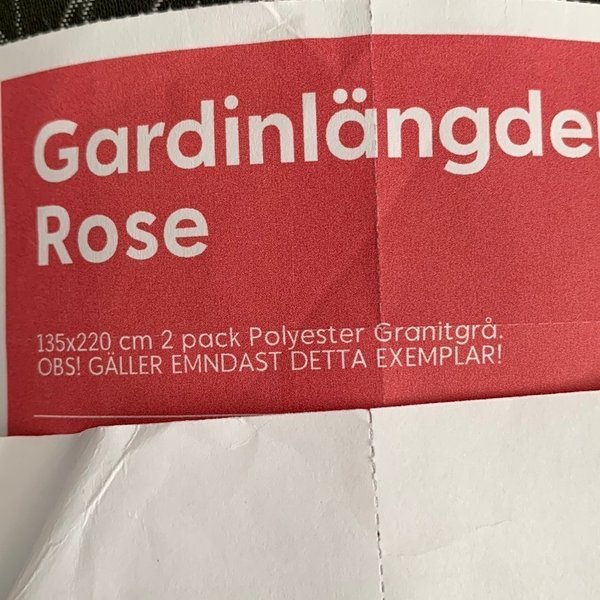 Gardinlängder
Rose
135x220 cm 2 pack Polyester Granitgrå.
OBS! GÄLLER EMNDAST DETTA EXEMPLAR!